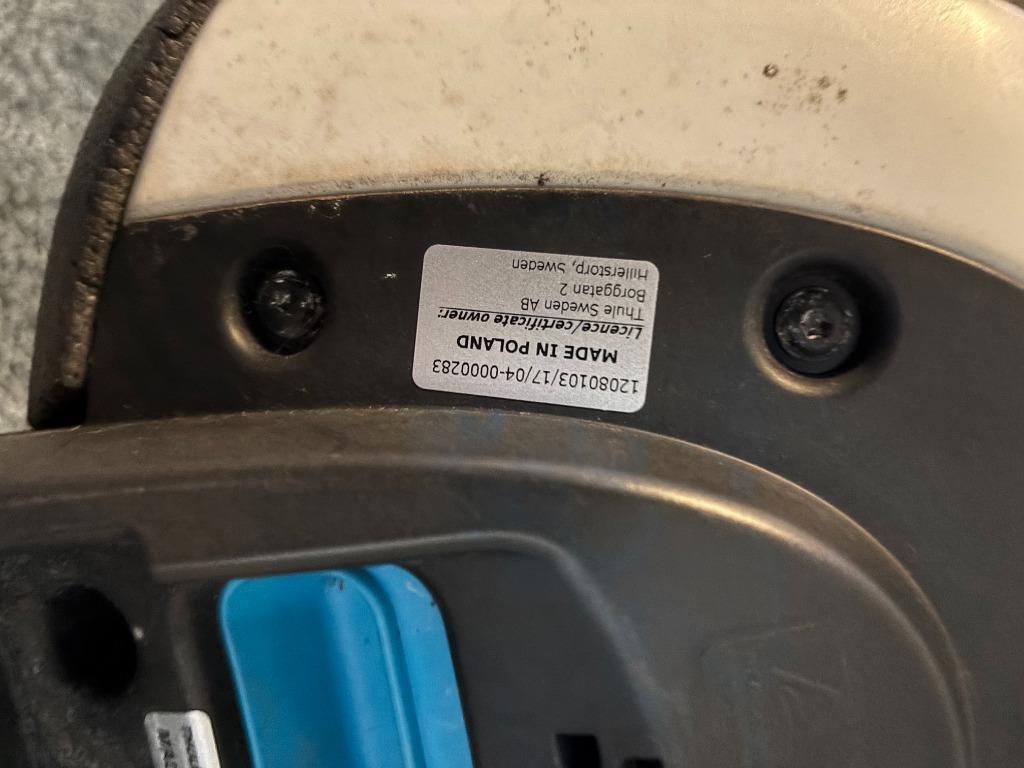 12080103/17/04-0000283
MADE IN POLAND
Licence/certificate owner:
Thule Sweden AB
Borggatan 2
Hillerstorp, Sweden